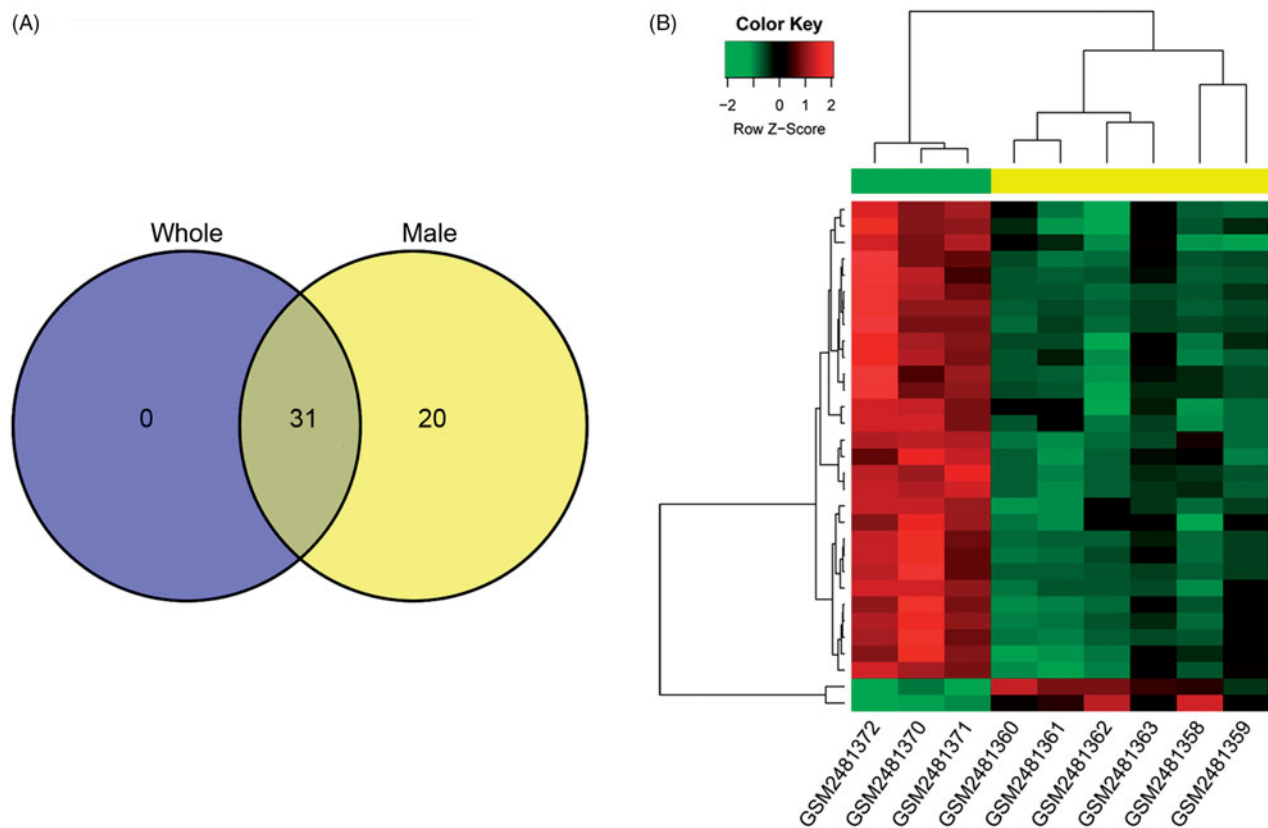 (A)
Whole
Male
0
31
20
(B)
Color Key
−2 0 1 2
Row Z−Score
GSM2481372
GSM2481370
GSM2481371
GSM2481360
GSM2481361
GSM2481362
GSM2481363
GSM2481358
GSM2481359